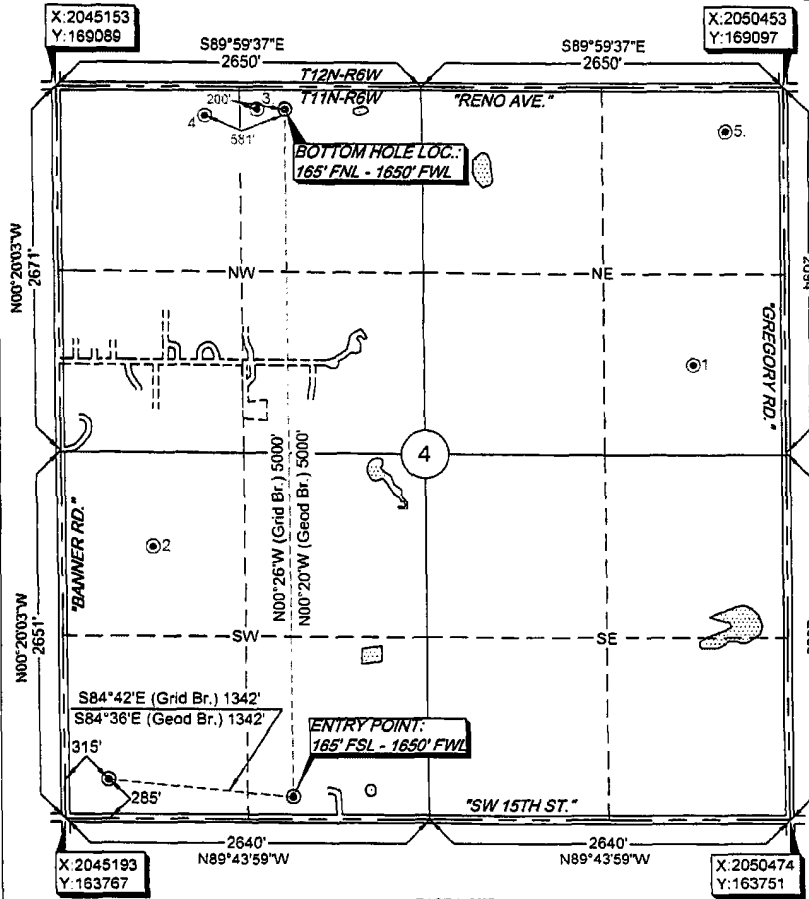 X:2045153
Y:169089
X:2050453
Y:169097
S89°59'37"E
2650'
S89°59'37"E
2650'
T12N-R6W
T11N-R6W
"RENO AVE."
200'
3.
4
581'
5.
BOTTOM HOLE LOC.:
165' FNL - 1650' FWL
N00°20'03"W
2671'
NW
NE
"GREGORY RD."
1
4
N00°26'W (Grid Br.) 5000'
N00°20'W (Geod Br.) 5000'
"BANNER RD."
2
N00°20'03"W
2651'
SW
SE
S84°42'E (Grid Br.) 1342'
S84°36'E (Geod Br.) 1342'
315'
285'
ENTRY POINT:
165' FSL - 1650' FWL
"SW 15TH ST."
2640'
N89°43'59"W
2640'
N89°43'59"W
X:2045193
Y:163767
X:2050474
Y:163751